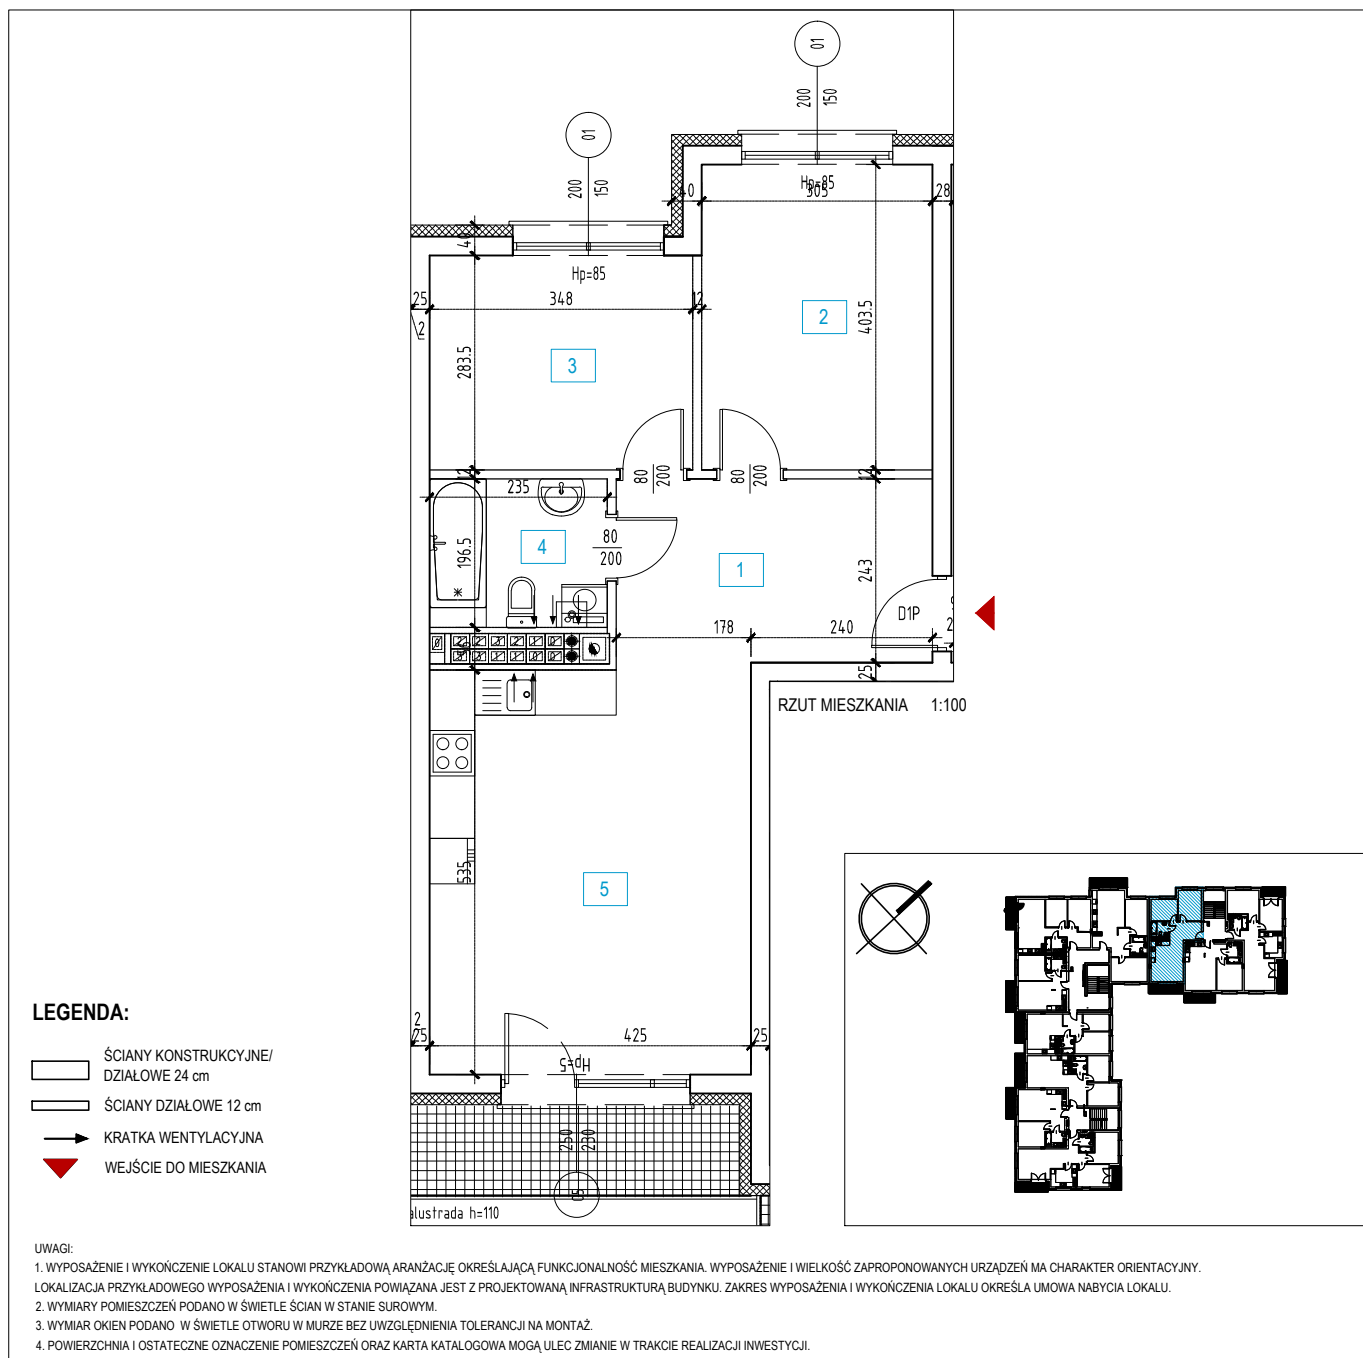 01
200 150
01
200 150
40
Hp=85
305
28
40
Hp=85
25
348
12
2
2
403.5
283.5
3
80 200
80 200
12
12
235
4
196.5
80
200
1
243
D1P
178
240
2
25
RZUT MIESZKANIA 1:100
535
5
2
25
425
25
Hp=5
250 230
05
alustrada h=110
LEGENDA:
ŚCIANY KONSTRUKCYJNE/
DZIAŁOWE 24 cm
ŚCIANY DZIAŁOWE 12 cm
KRATKA WENTYLACYJNA
WEJŚCIE DO MIESZKANIA
UWAGI:
1. WYPOSAŻENIE I WYKOŃCZENIE LOKALU STANOWI PRZYKŁADOWĄ ARANŻACJĘ OKREŚLAJĄCĄ FUNKCJONALNOŚĆ MIESZKANIA. WYPOSAŻENIE I WIELKOŚĆ ZAPROPONOWANYCH URZĄDZEŃ MA CHARAKTER ORIENTACYJNY.
LOKALIZACJA PRZYKŁADOWEGO WYPOSAŻENIA I WYKOŃCZENIA POWIĄZANA JEST Z PROJEKTOWANĄ INFRASTRUKTURĄ BUDYNKU. ZAKRES WYPOSAŻENIA I WYKOŃCZENIA LOKALU OKREŚLA UMOWA NABYCIA LOKALU.
2. WYMIARY POMIESZCZEŃ PODANO W ŚWIETLE ŚCIAN W STANIE SUROWYM.
3. WYMIAR OKIEN PODANO W ŚWIETLE OTWORU W MURZE BEZ UWZGLĘDNIENIA TOLERANCJI NA MONTAŻ.
4. POWIERZCHNIA I OSTATECZNE OZNACZENIE POMIESZCZEŃ ORAZ KARTA KATALOGOWA MOGĄ ULEC ZMIANIE W TRAKCIE REALIZACJI INWESTYCJI.